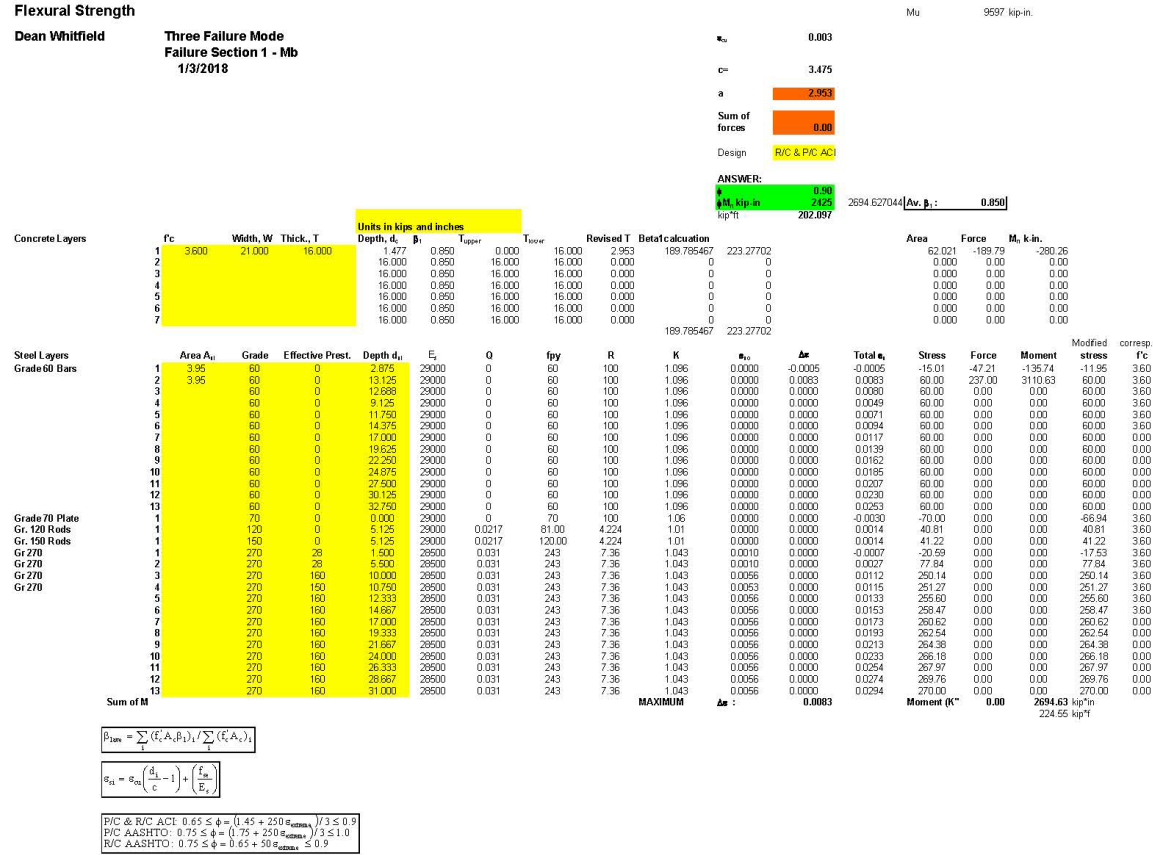 Flexural Strength Mu 9597 kip-in.
Dean Whitfield Three Failure Mode εcu 0.003
Failure Section 1 - Mb
1/3/2018 c= 3.475
a 2.953
Sum of
forces 0.00
Design R/C & P/C ACI
ANSWER:
ϕ 0.90
ϕMn kip-in 2425 2694.627044 Av. β1 : 0.850
kip*ft 202.097
Units in kips and inches
Concrete Layers f'c Width, W Thick., T Depth, dc β1 Tupper Tlower Revised T Beta1calcuation Area Force Mn k-in.
1 3.600 21.000 16.000 1.477 0.850 0.000 16.000 2.953 189.785467 223.27702 62.021 -189.79 -280.26
2 16.000 0.850 16.000 16.000 0.000 0 0 0.000 0.00 0.00
3 16.000 0.850 16.000 16.000 0.000 0 0 0.000 0.00 0.00
4 16.000 0.850 16.000 16.000 0.000 0 0 0.000 0.00 0.00
5 16.000 0.850 16.000 16.000 0.000 0 0 0.000 0.00 0.00
6 16.000 0.850 16.000 16.000 0.000 0 0 0.000 0.00 0.00
7 16.000 0.850 16.000 16.000 0.000 0 0 0.000 0.00 0.00
189.785467 223.27702
Modified corresp.
Steel Layers Area Asi Grade Effective Prest. Depth dsi Es Q fpy R K εso Δε Total εs Stress Force Moment stress f'c
Grade 60 Bars 1 3.95 60 0 2.875 29000 0 60 100 1.096 0.0000 -0.0005 -0.0005 -15.01 -47.21 -135.74 -11.95 3.60
2 3.95 60 0 13.125 29000 0 60 100 1.096 0.0000 0.0083 0.0083 60.00 237.00 3110.63 60.00 3.60
3 60 0 12.688 29000 0 60 100 1.096 0.0000 0.0000 0.0080 60.00 0.00 0.00 60.00 3.60
4 60 0 9.125 29000 0 60 100 1.096 0.0000 0.0000 0.0049 60.00 0.00 0.00 60.00 3.60
5 60 0 11.750 29000 0 60 100 1.096 0.0000 0.0000 0.0071 60.00 0.00 0.00 60.00 3.60
6 60 0 14.375 29000 0 60 100 1.096 0.0000 0.0000 0.0094 60.00 0.00 0.00 60.00 3.60
7 60 0 17.000 29000 0 60 100 1.096 0.0000 0.0000 0.0117 60.00 0.00 0.00 60.00 0.00
8 60 0 19.625 29000 0 60 100 1.096 0.0000 0.0000 0.0139 60.00 0.00 0.00 60.00 0.00
9 60 0 22.250 29000 0 60 100 1.096 0.0000 0.0000 0.0162 60.00 0.00 0.00 60.00 0.00
10 60 0 24.875 29000 0 60 100 1.096 0.0000 0.0000 0.0185 60.00 0.00 0.00 60.00 0.00
11 60 0 27.500 29000 0 60 100 1.096 0.0000 0.0000 0.0207 60.00 0.00 0.00 60.00 0.00
12 60 0 30.125 29000 0 60 100 1.096 0.0000 0.0000 0.0230 60.00 0.00 0.00 60.00 0.00
13 60 0 32.750 29000 0 60 100 1.096 0.0000 0.0000 0.0253 60.00 0.00 0.00 60.00 0.00
Grade 70 Plate 1 70 0 0.000 29000 0 70 100 1.06 0.0000 0.0000 -0.0030 -70.00 0.00 0.00 -66.94 3.60
Gr. 120 Rods 1 120 0 5.125 29000 0.0217 81.00 4.224 1.01 0.0000 0.0000 0.0014 40.81 0.00 0.00 40.81 3.60
Gr. 150 Rods 1 150 0 5.125 29000 0.0217 120.00 4.224 1.01 0.0000 0.0000 0.0014 41.22 0.00 0.00 41.22 3.60
Gr 270 1 270 28 1.500 28500 0.031 243 7.36 1.043 0.0010 0.0000 -0.0007 -20.59 0.00 0.00 -17.53 3.60
Gr 270 2 270 28 5.500 28500 0.031 243 7.36 1.043 0.0010 0.0000 0.0027 77.84 0.00 0.00 77.84 3.60
Gr 270 3 270 160 10.000 28500 0.031 243 7.36 1.043 0.0056 0.0000 0.0112 250.14 0.00 0.00 250.14 3.60
Gr 270 4 270 150 10.750 28500 0.031 243 7.36 1.043 0.0053 0.0000 0.0115 251.27 0.00 0.00 251.27 3.60
5 270 160 12.333 28500 0.031 243 7.36 1.043 0.0056 0.0000 0.0133 255.60 0.00 0.00 255.60 3.60
6 270 160 14.667 28500 0.031 243 7.36 1.043 0.0056 0.0000 0.0153 258.47 0.00 0.00 258.47 3.60
7 270 160 17.000 28500 0.031 243 7.36 1.043 0.0056 0.0000 0.0173 260.62 0.00 0.00 260.62 0.00
8 270 160 19.333 28500 0.031 243 7.36 1.043 0.0056 0.0000 0.0193 262.54 0.00 0.00 262.54 0.00
9 270 160 21.667 28500 0.031 243 7.36 1.043 0.0056 0.0000 0.0213 264.38 0.00 0.00 264.38 0.00
10 270 160 24.000 28500 0.031 243 7.36 1.043 0.0056 0.0000 0.0233 266.18 0.00 0.00 266.18 0.00
11 270 160 26.333 28500 0.031 243 7.36 1.043 0.0056 0.0000 0.0254 267.97 0.00 0.00 267.97 0.00
12 270 160 28.667 28500 0.031 243 7.36 1.043 0.0056 0.0000 0.0274 269.76 0.00 0.00 269.76 0.00
13 270 160 31.000 28500 0.031 243 7.36 1.043 0.0056 0.0000 0.0294 270.00 0.00 0.00 270.00 0.00
Sum of M MAXIMUM Δε : 0.0083 Moment (K" 0.00 2694.63 kip*in
224.55 kip*f
β1ave = ∑i (f'c Ac β1)i / ∑i (f'c Ac)i
εsi = εcu (di/c − 1) + (fse/Es)
P/C & R/C ACI: 0.65 ≤ ϕ = (1.45 + 250 εextreme)/3 ≤ 0.9
P/C AASHTO: 0.75 ≤ ϕ = (1.75 + 250 εextreme)/3 ≤ 1.0
R/C AASHTO: 0.75 ≤ ϕ = 0.65 + 50 εextreme ≤ 0.9